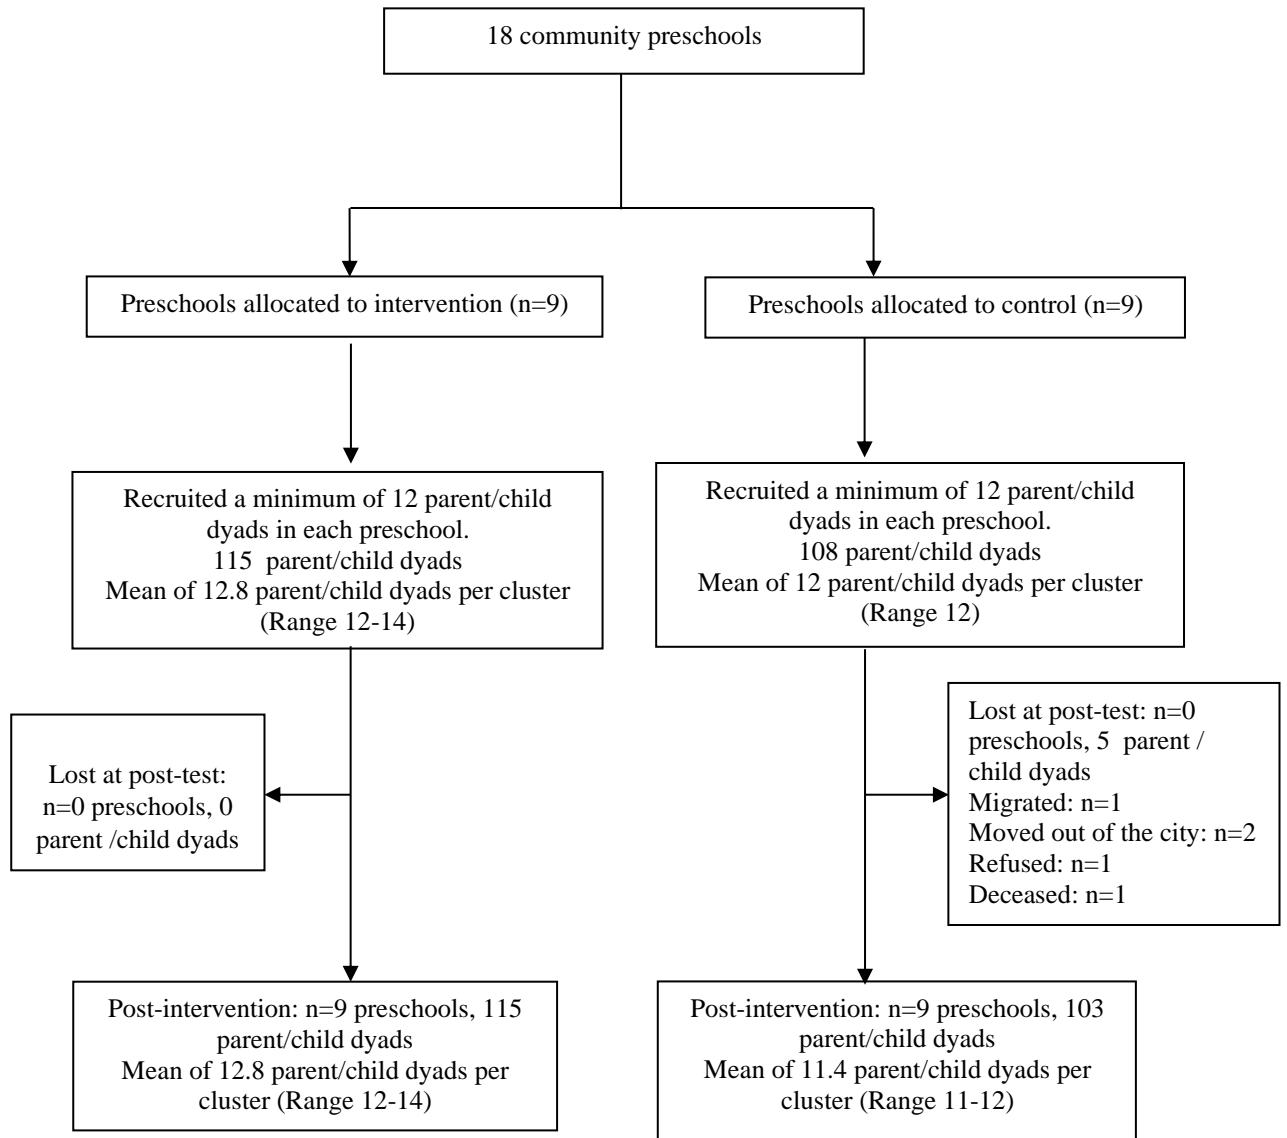 18 community preschools
Preschools allocated to intervention (n=9)
Preschools allocated to control (n=9)
Recruited a minimum of 12 parent/child
dyads in each preschool.
115  parent/child dyads
Mean of 12.8 parent/child dyads per cluster
(Range 12-14)
Recruited a minimum of 12 parent/child
dyads in each preschool.
108 parent/child dyads
Mean of 12 parent/child dyads per cluster
(Range 12)
Lost at post-test:
n=0 preschools, 0
parent /child dyads
Lost at post-test: n=0
preschools, 5  parent /
child dyads
Migrated: n=1
Moved out of the city: n=2
Refused: n=1
Deceased: n=1
Post-intervention: n=9 preschools, 115
parent/child dyads
Mean of 12.8 parent/child dyads per
cluster (Range 12-14)
Post-intervention: n=9 preschools, 103
parent/child dyads
Mean of 11.4 parent/child dyads per
cluster (Range 11-12)